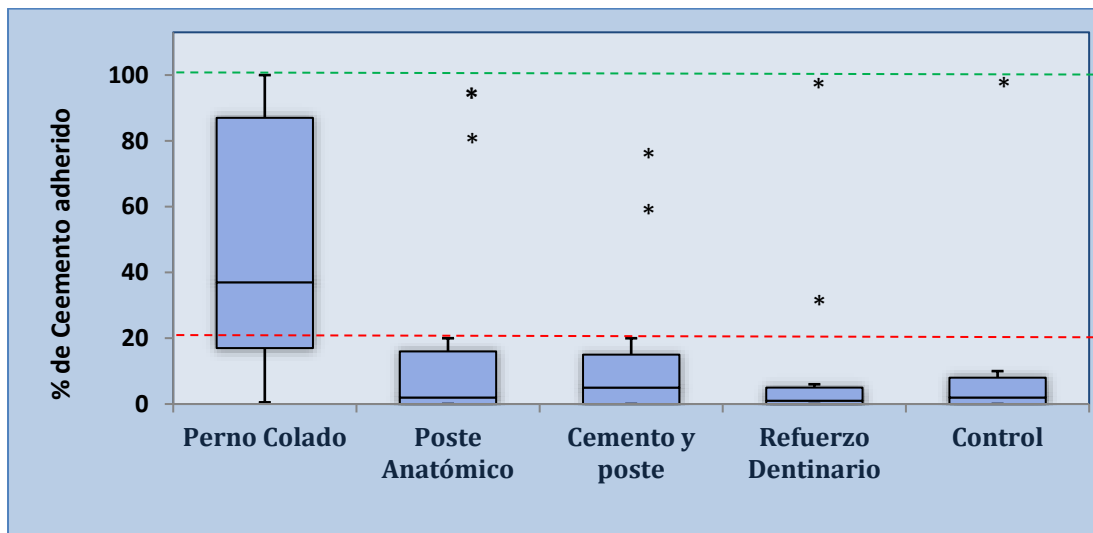 % de Ceemento adherido
100
80
60
40
20
0
*
*
*
*
*
*
*
Perno Colado
Poste
Anatómico
Cemento y
poste
Refuerzo
Dentinario
Control